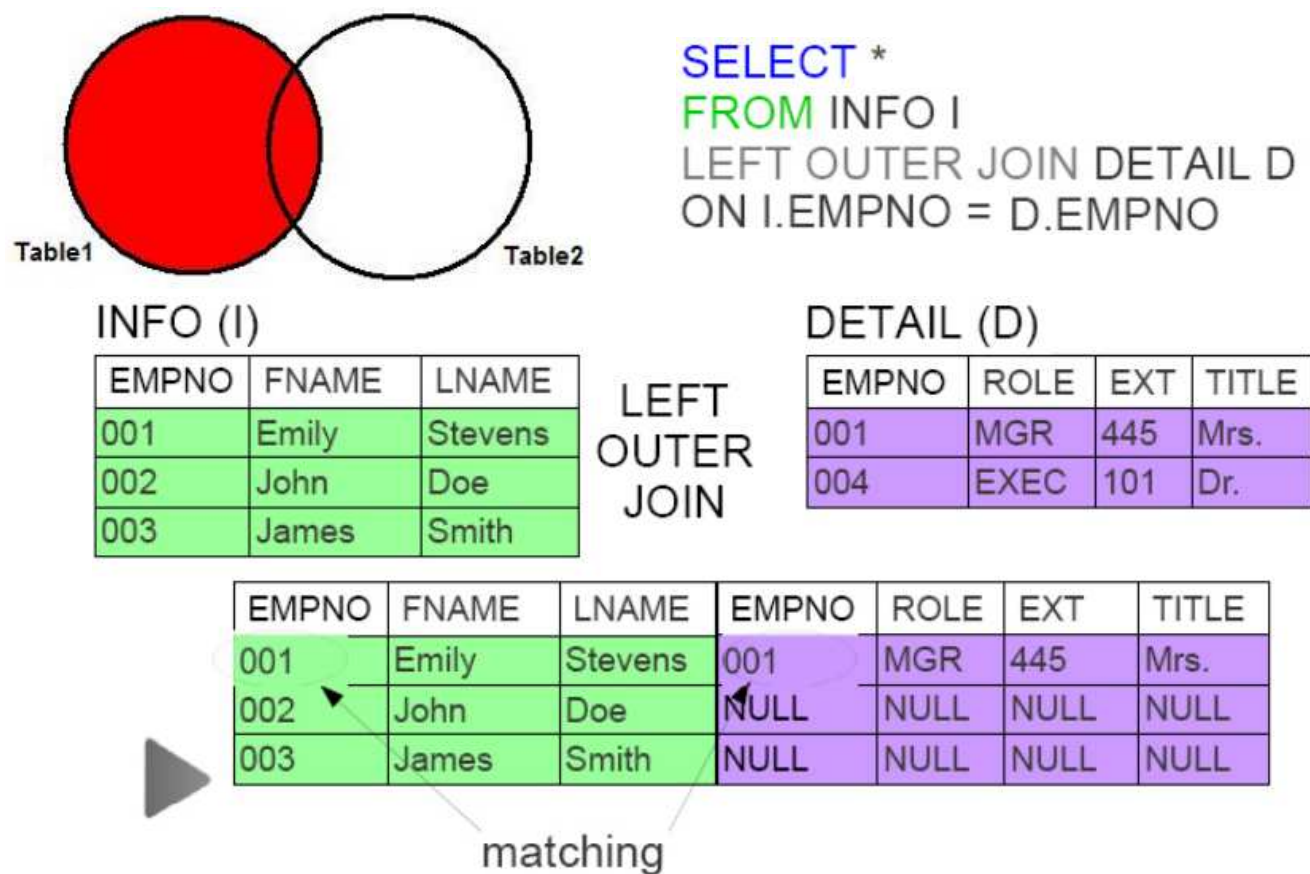 Table1
Table2
SELECT *
FROM INFO I
LEFT OUTER JOIN DETAIL D
ON I.EMPNO = D.EMPNO
INFO (I)
EMPNO FNAME LNAME
001 Emily Stevens
002 John Doe
003 James Smith
LEFT
OUTER
JOIN
DETAIL (D)
EMPNO ROLE EXT TITLE
001 MGR 445 Mrs.
004 EXEC 101 Dr.
EMPNO FNAME LNAME EMPNO ROLE EXT TITLE
001 Emily Stevens 001 MGR 445 Mrs.
002 John Doe NULL NULL NULL NULL
003 James Smith NULL NULL NULL NULL
matching